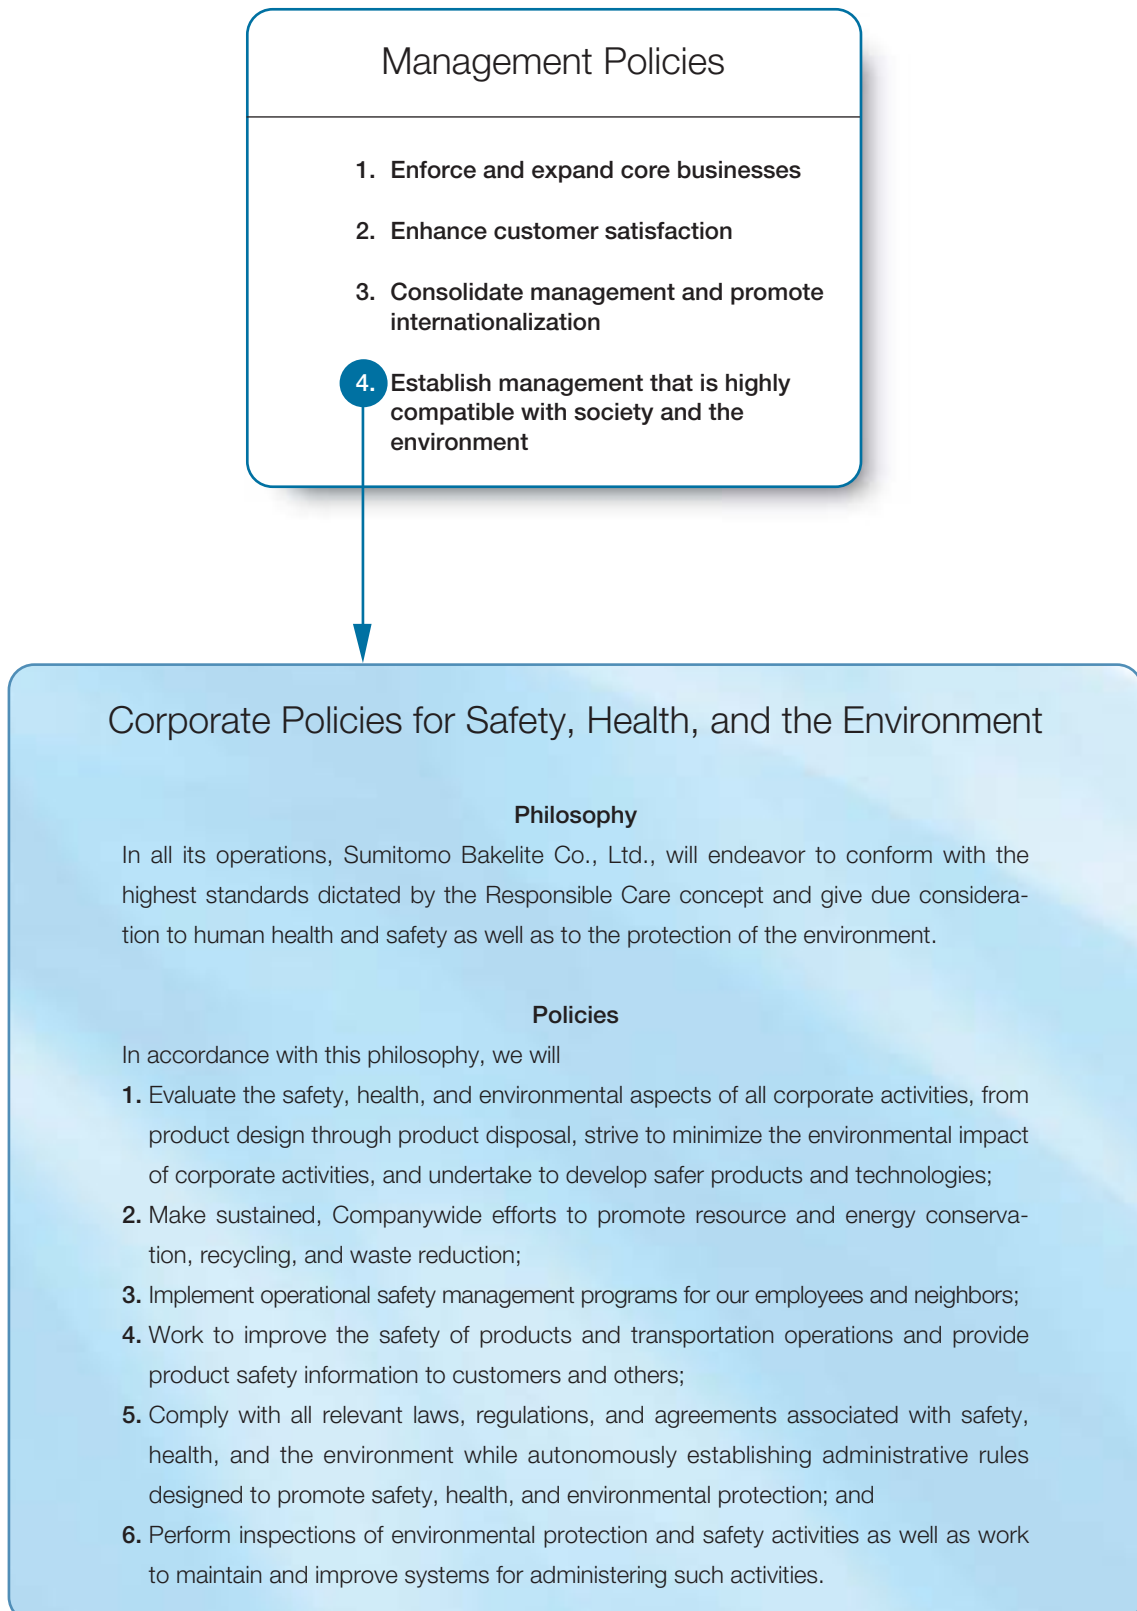 Management Policies
1. Enforce and expand core businesses
2. Enhance customer satisfaction
3. Consolidate management and promote
internationalization
4. Establish management that is highly
compatible with society and the
environment
Corporate Policies for Safety, Health, and the Environment
Philosophy
In all its operations, Sumitomo Bakelite Co., Ltd., will endeavor to conform with the
highest standards dictated by the Responsible Care concept and give due considera-
tion to human health and safety as well as to the protection of the environment.
Policies
In accordance with this philosophy, we will
1. Evaluate the safety, health, and environmental aspects of all corporate activities, from
product design through product disposal, strive to minimize the environmental impact
of corporate activities, and undertake to develop safer products and technologies;
2. Make sustained, Companywide efforts to promote resource and energy conserva-
tion, recycling, and waste reduction;
3. Implement operational safety management programs for our employees and neighbors;
4. Work to improve the safety of products and transportation operations and provide
product safety information to customers and others;
5. Comply with all relevant laws, regulations, and agreements associated with safety,
health, and the environment while autonomously establishing administrative rules
designed to promote safety, health, and environmental protection; and
6. Perform inspections of environmental protection and safety activities as well as work
to maintain and improve systems for administering such activities.